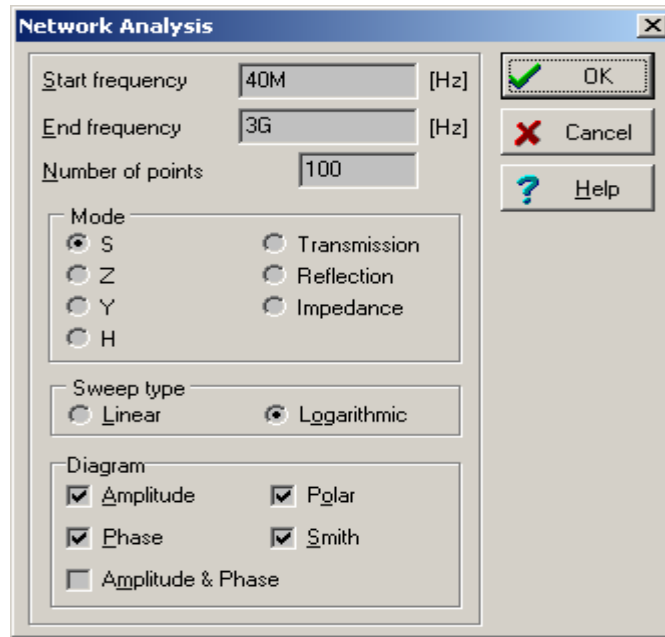 Network Analysis
Start frequency 40M [Hz]
End frequency 3G [Hz]
Number of points 100
OK
Cancel
? Help
Mode
S Transmission
Z Reflection
Y Impedance
H
Sweep type
Linear Logarithmic
Diagram
Amplitude Polar
Phase Smith
Amplitude & Phase